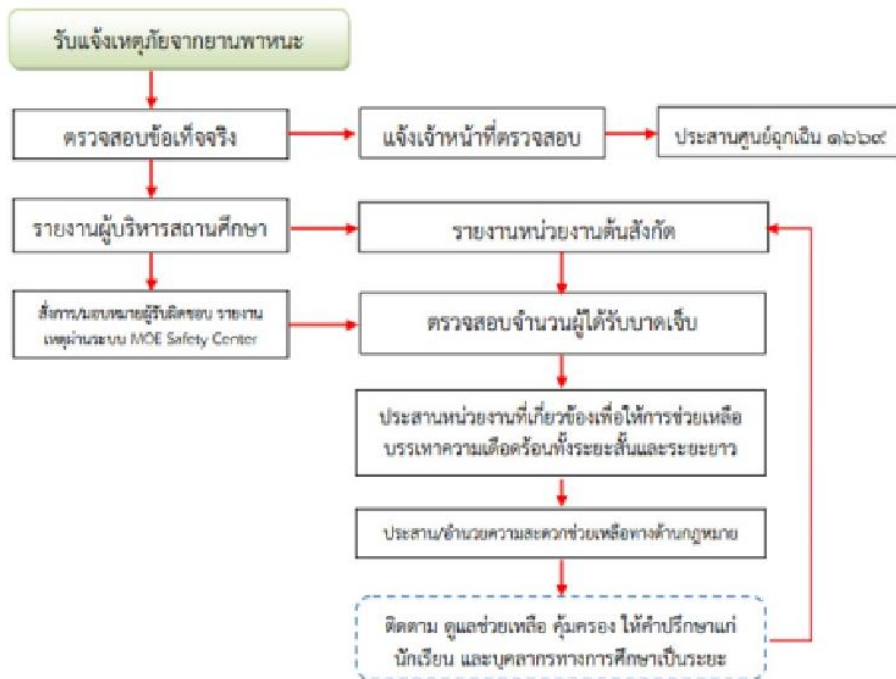 รับแจ้งเหตุภัยจากยานพาหนะ
ตรวจสอบข้อเท็จจริง
แจ้งเจ้าหน้าที่ตรวจสอบ
ประสานศูนย์ฉุกเฉิน ๑๖๖๙
รายงานผู้บริหารสถานศึกษา
รายงานหน่วยงานต้นสังกัด
สั่งการ/มอบหมายผู้รับผิดชอบ รายงาน
เหตุผ่านระบบ MOE Safety Center
ตรวจสอบจำนวนผู้ได้รับบาดเจ็บ
ประสานหน่วยงานที่เกี่ยวข้องเพื่อให้การช่วยเหลือ
บรรเทาความเดือดร้อนทั้งระยะสั้นและระยะยาว
ประสาน/อำนวยความสะดวกช่วยเหลือทางด้านกฎหมาย
ติดตาม ดูแลช่วยเหลือ คุ้มครอง ให้คำปรึกษาแก่
นักเรียน และบุคลากรทางการศึกษาเป็นระยะ